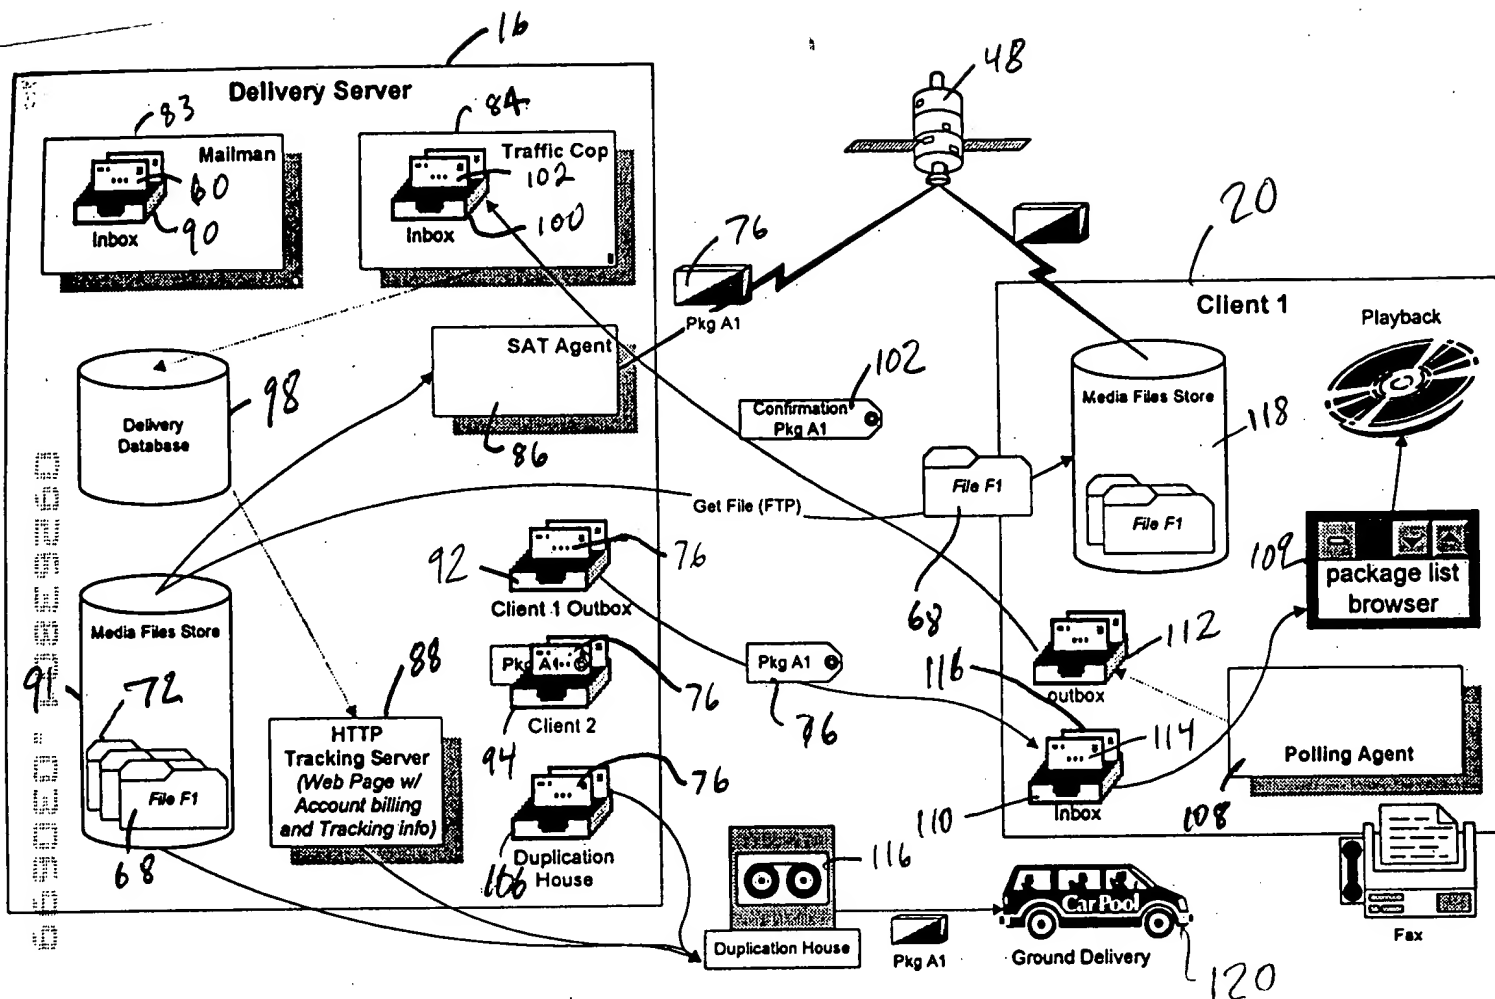 16
Delivery Server
83
84
48
Mailman
60
Inbox
90
Traffic Cop
102
Inbox
100
76
Pkg A1
20
Client 1
Playback
SAT Agent
86
Delivery
Database
98
102
Confirmation
Pkg A1
Media Files Store
118
File F1
File F1
68
Get File (FTP)
92
76
Client 1 Outbox
109
package list
browser
Media Files Store
91
72
File F1
68
88
HTTP
Tracking Server
(Web Page w/
Account billing
and Tracking info)
Pkg A1
76
Client 2
94
Pkg A1
76
112
outbox
116
114
Inbox
110
Polling Agent
108
76
Duplication
House
106
116
Duplication House
Pkg A1
Car Pool
Ground Delivery
120
Fax